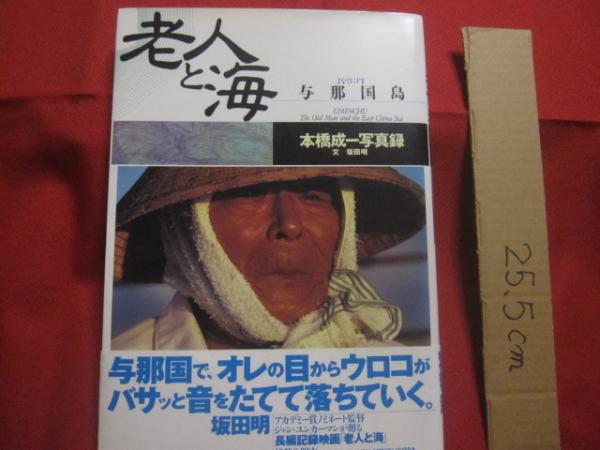 老人と海
与那国島
UMINCHU
The Old Man and the East China Sea
本橋成一写真録
文 坂田明
与那国で、オレの目からウロコが
バサッと音をたてて落ちていく。
坂田明
アカデミー賞ノミネート監督
ジャン・ユンカーマンが贈る
長編記録映画「老人と海」
25.5cm